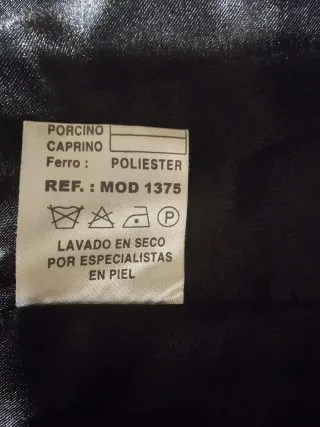 PORCINO
CAPRINO
Ferro : POLIESTER
REF. : MOD 1375
P
LAVADO EN SECO
POR ESPECIALISTAS
EN PIEL